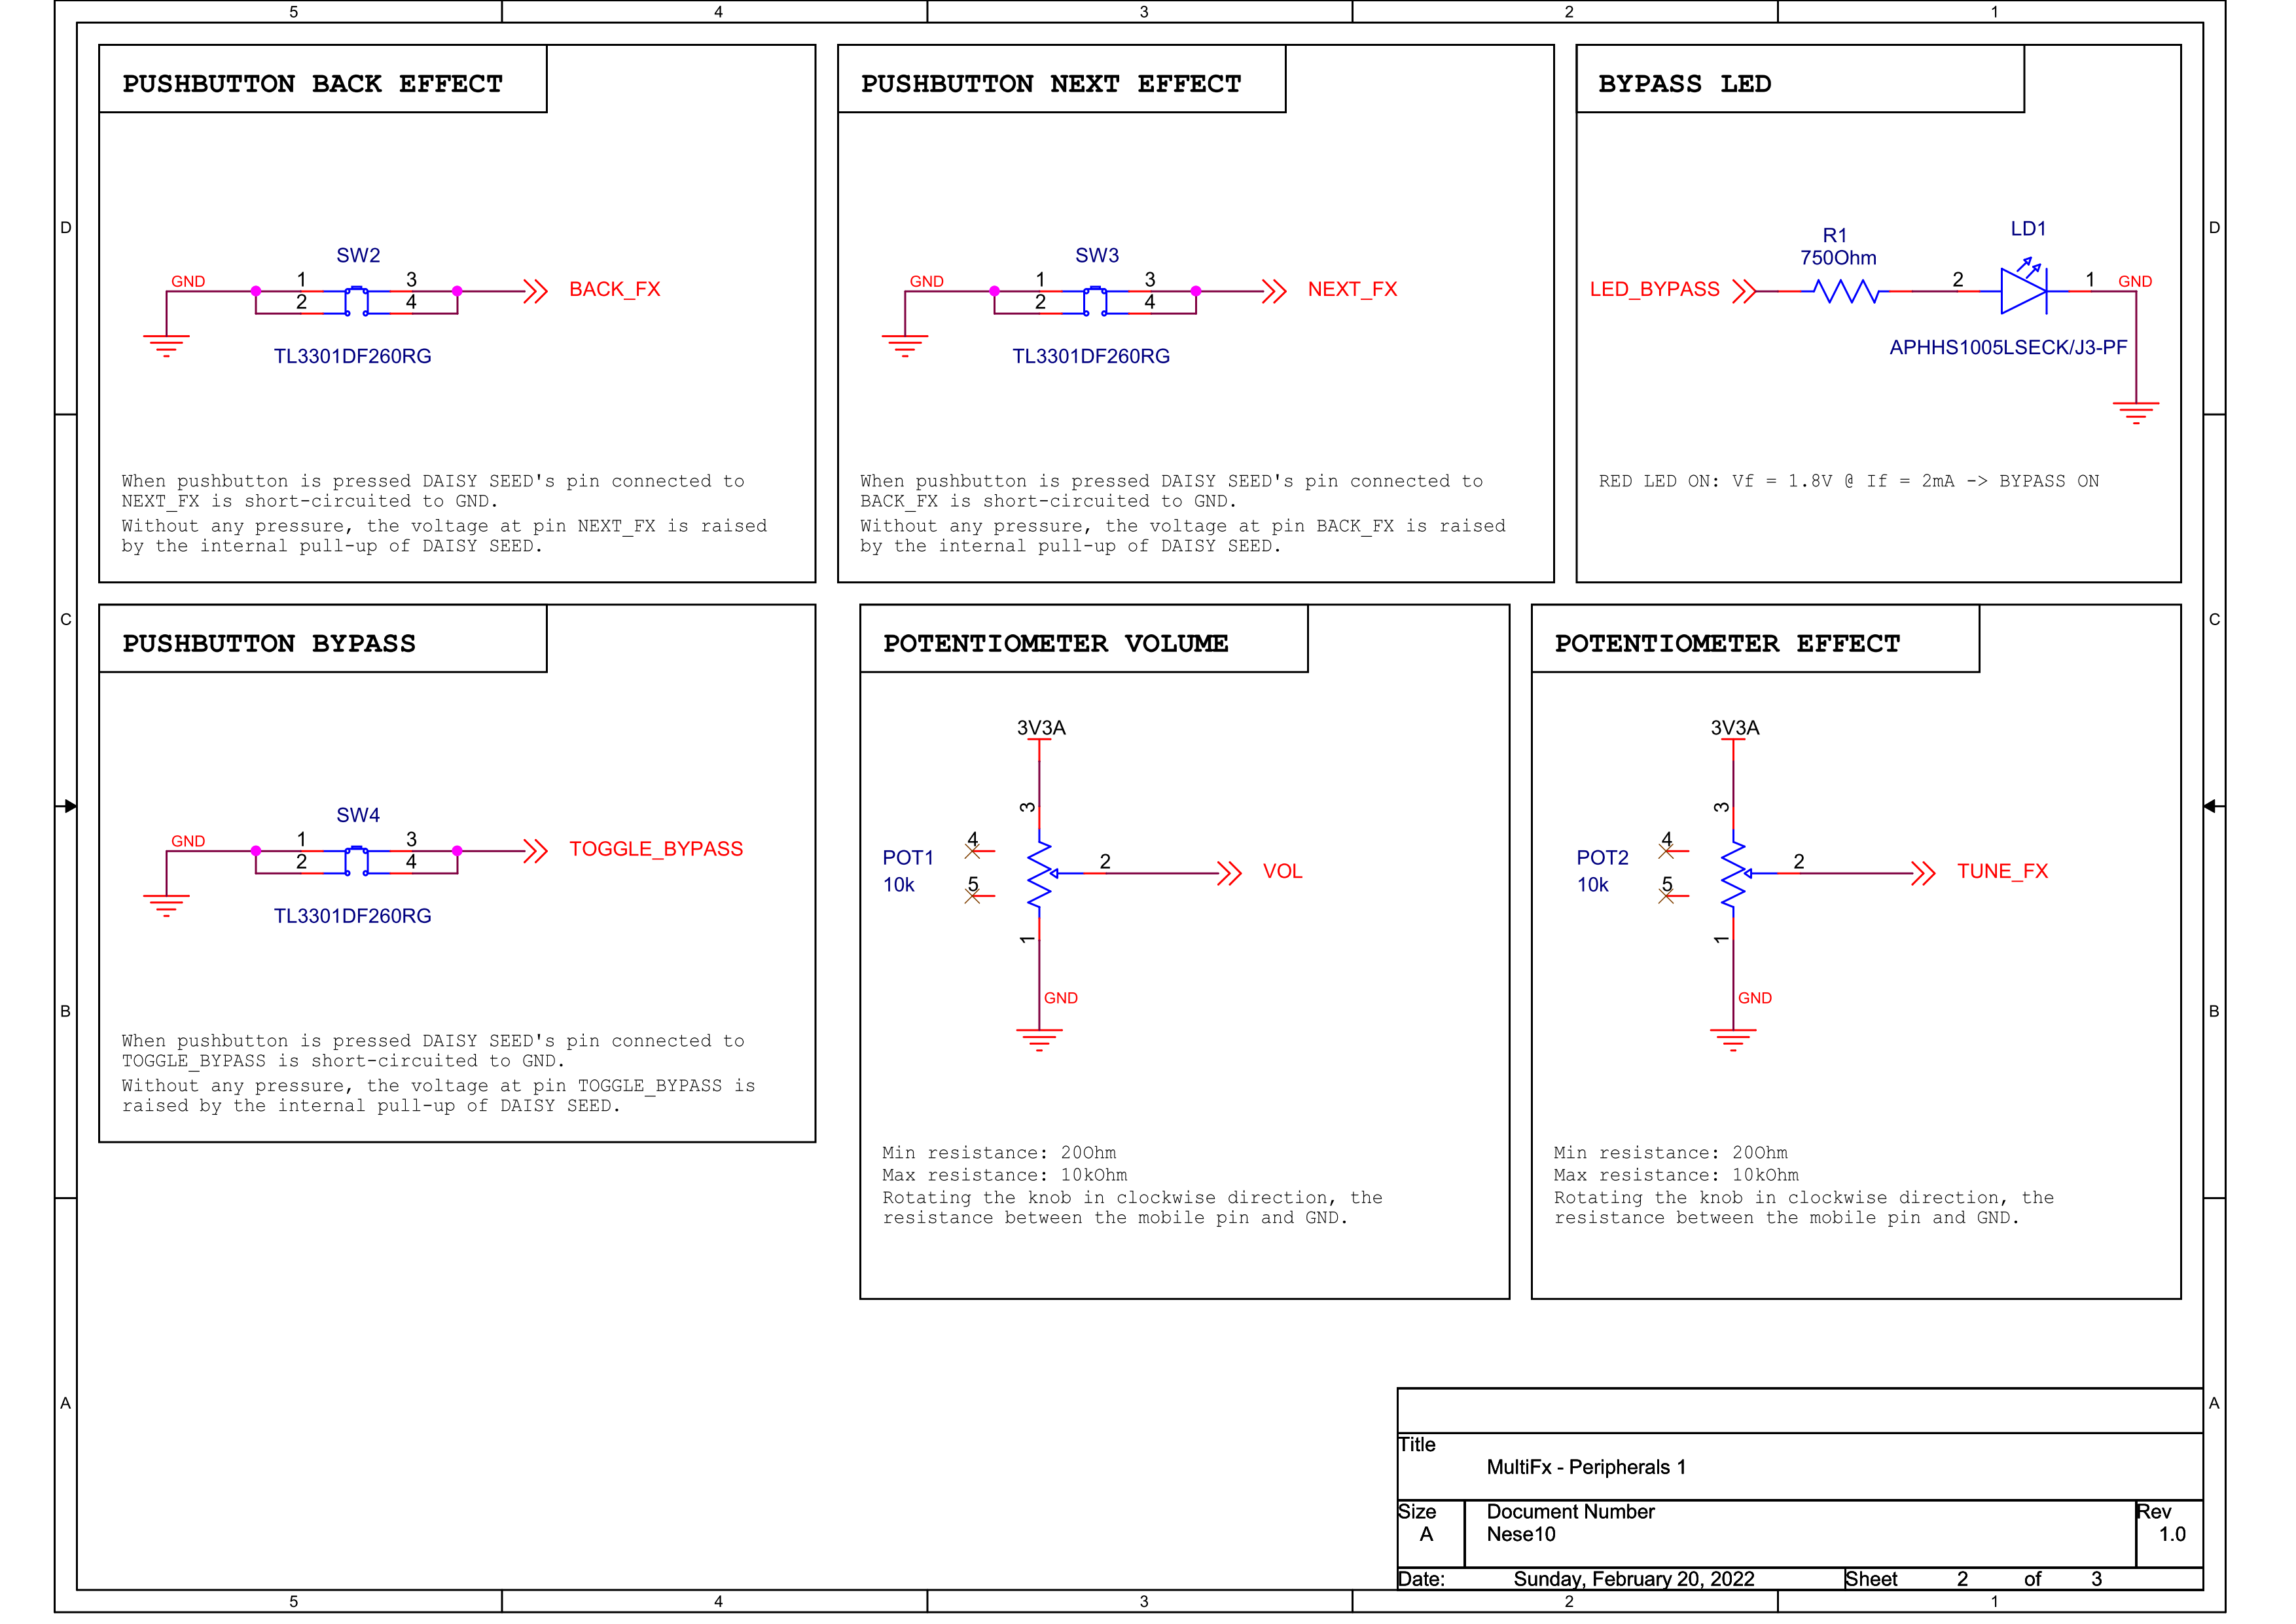 5 4 3 2 1
PUSHBUTTON BACK EFFECT
D
SW2
GND 1 3 BACK_FX
2 4
TL3301DF260RG
When pushbutton is pressed DAISY SEED's pin connected to
NEXT_FX is short-circuited to GND.
Without any pressure, the voltage at pin NEXT_FX is raised
by the internal pull-up of DAISY SEED.
PUSHBUTTON NEXT EFFECT
SW3
GND 1 3 NEXT_FX
2 4
TL3301DF260RG
When pushbutton is pressed DAISY SEED's pin connected to
BACK_FX is short-circuited to GND.
Without any pressure, the voltage at pin BACK_FX is raised
by the internal pull-up of DAISY SEED.
BYPASS LED
D
R1
750Ohm
LD1
LED_BYPASS 2 1 GND
APHHS1005LSECK/J3-PF
RED LED ON: Vf = 1.8V @ If = 2mA -> BYPASS ON
C
PUSHBUTTON BYPASS
SW4
GND 1 3 TOGGLE_BYPASS
2 4
TL3301DF260RG
B
When pushbutton is pressed DAISY SEED's pin connected to
TOGGLE_BYPASS is short-circuited to GND.
Without any pressure, the voltage at pin TOGGLE_BYPASS is
raised by the internal pull-up of DAISY SEED.
POTENTIOMETER VOLUME
3V3A
3
4
POT1
10k
5
2 VOL
1
GND
Min resistance: 20Ohm
Max resistance: 10kOhm
Rotating the knob in clockwise direction, the
resistance between the mobile pin and GND.
POTENTIOMETER EFFECT
C
3V3A
3
4
POT2
10k
5
2 TUNE_FX
1
GND
B
Min resistance: 20Ohm
Max resistance: 10kOhm
Rotating the knob in clockwise direction, the
resistance between the mobile pin and GND.
A
A
Title
MultiFx - Peripherals 1
Size
A
Document Number
Nese10
Rev
1.0
Date: Sunday, February 20, 2022 Sheet 2 of 3
5 4 3 2 1